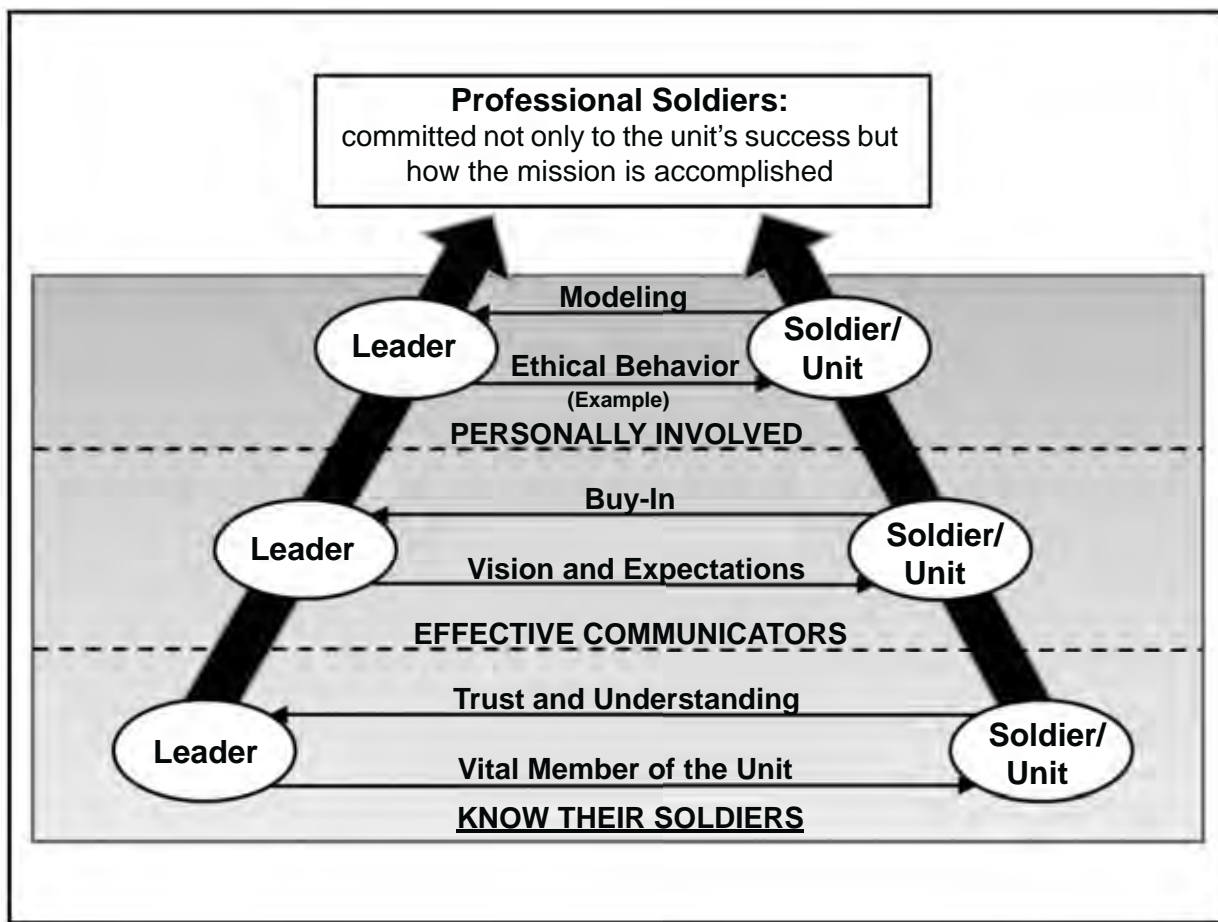 Professional Soldiers:
committed not only to the unit's success but
how the mission is accomplished
Modeling
Leader
Soldier/
Unit
Ethical Behavior
(Example)
PERSONALLY INVOLVED
Buy-In
Leader
Soldier/
Unit
Vision and Expectations
EFFECTIVE COMMUNICATORS
Trust and Understanding
Leader
Soldier/
Unit
Vital Member of the Unit
KNOW THEIR SOLDIERS